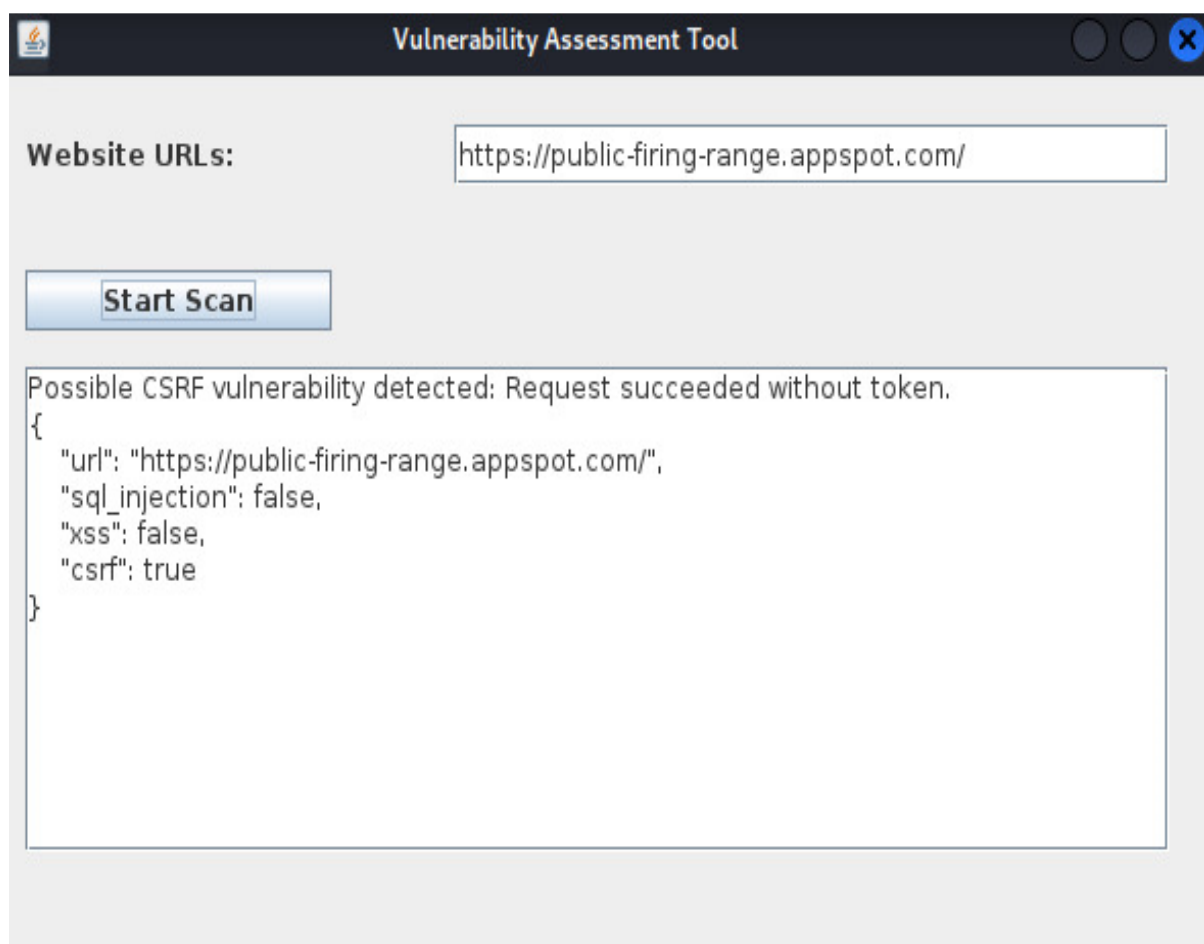 Vulnerability Assessment Tool
Website URLs:
https://public-firing-range.appspot.com/
Start Scan
Possible CSRF vulnerability detected: Request succeeded without token.
{
"url": "https://public-firing-range.appspot.com/",
"sql_injection": false,
"xss": false,
"csrf": true
}